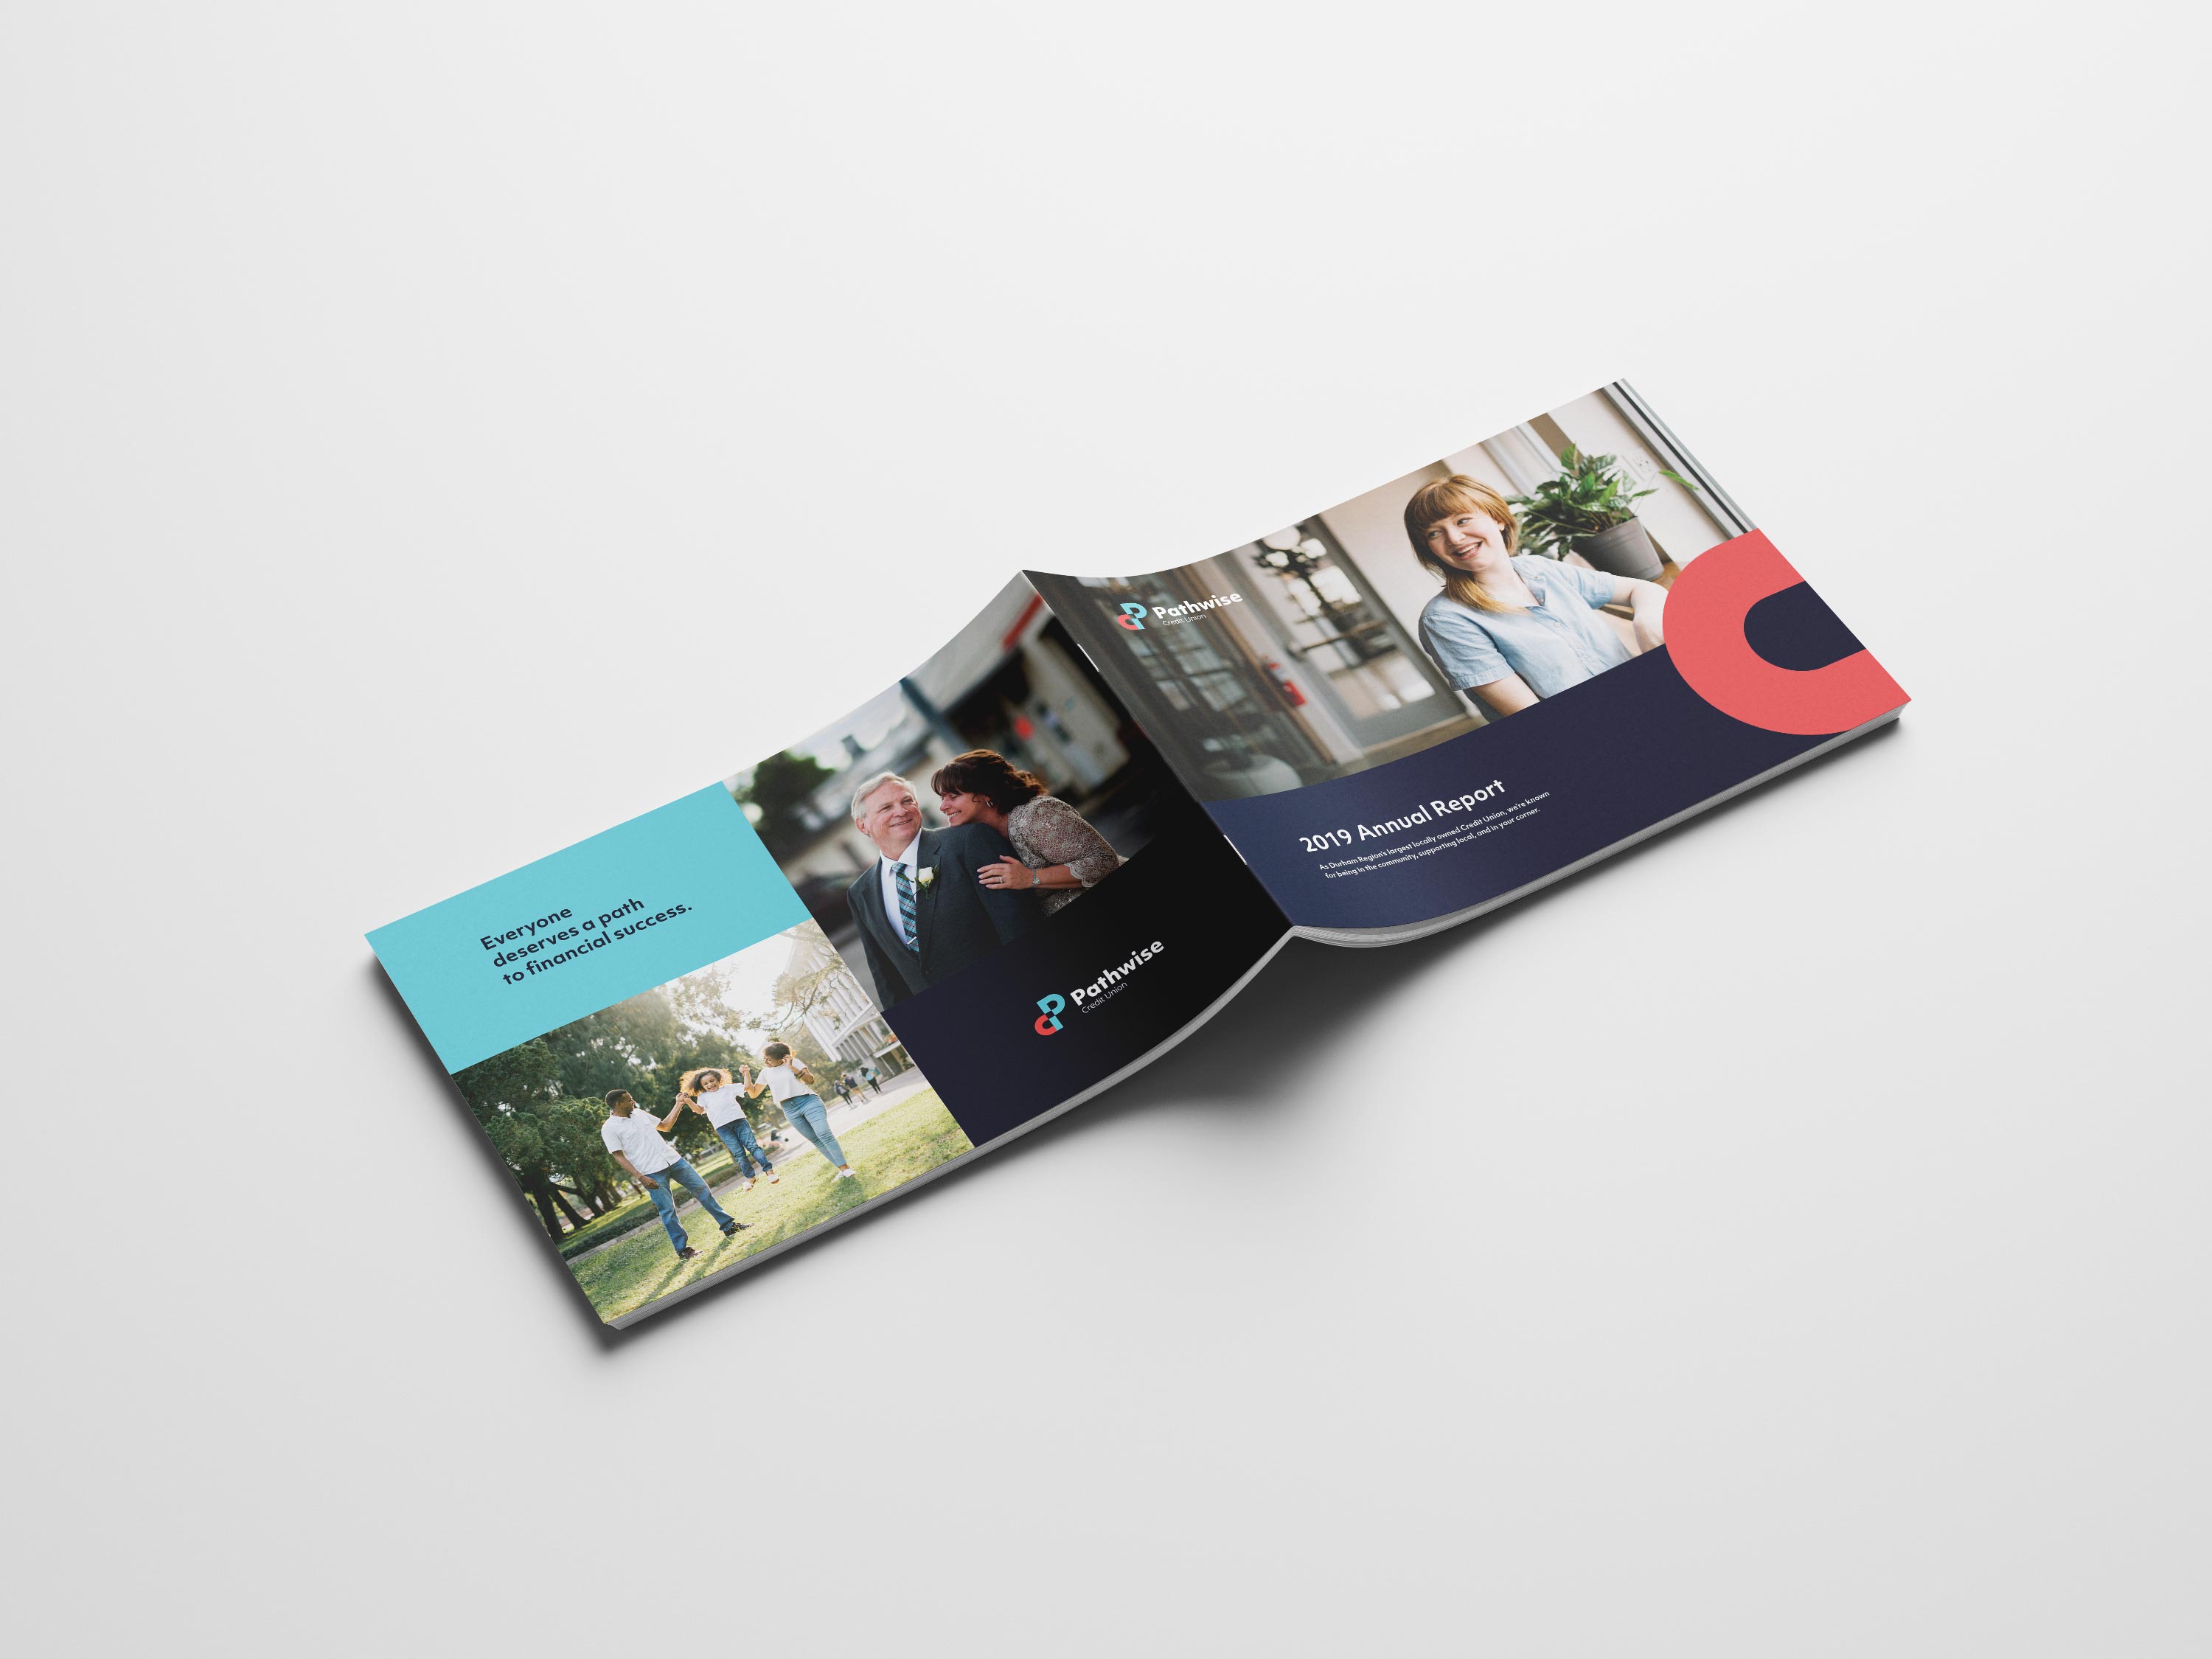 Everyone
deserves a path
to financial success.
Pathwise
Credit Union
Pathwise
Credit Union
2019 Annual Report
As Durham Region's largest locally owned Credit Union, we're known
for being in the community, supporting local, and in your corner.